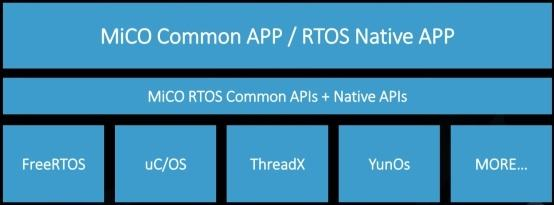 MiCO Common APP / RTOS Native APP
MiCO RTOS Common APIs + Native APIs
FreeRTOS
uC/OS
ThreadX
YunOs
MORE...